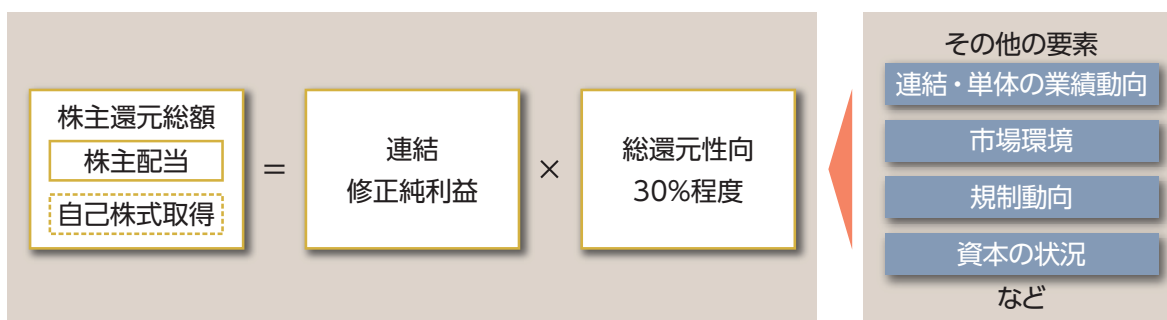 株主還元総額
株主配当
自己株式取得
=
連結
修正純利益
×
総還元性向
30%程度
その他の要素
連結・単体の業績動向
市場環境
規制動向
資本の状況
など